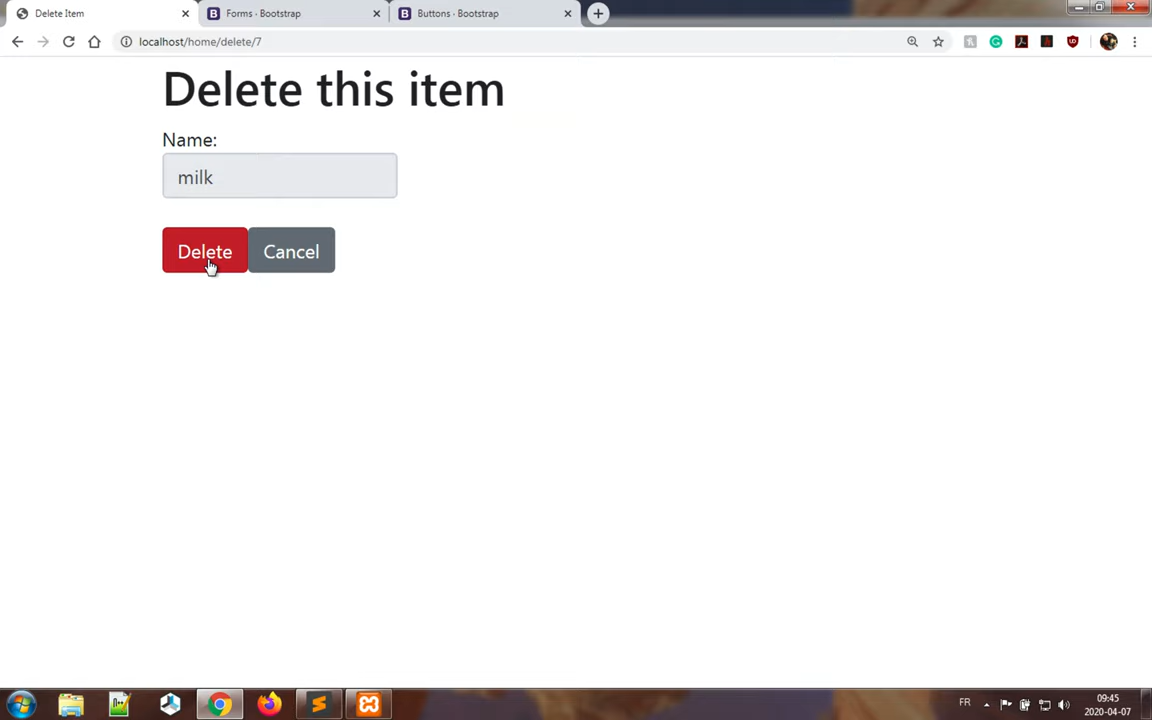 Delete Item
Forms · Bootstrap
Buttons · Bootstrap
localhost/home/delete/7
Delete this item
Name:
milk
Delete
Cancel
FR
09:45
2020-04-07